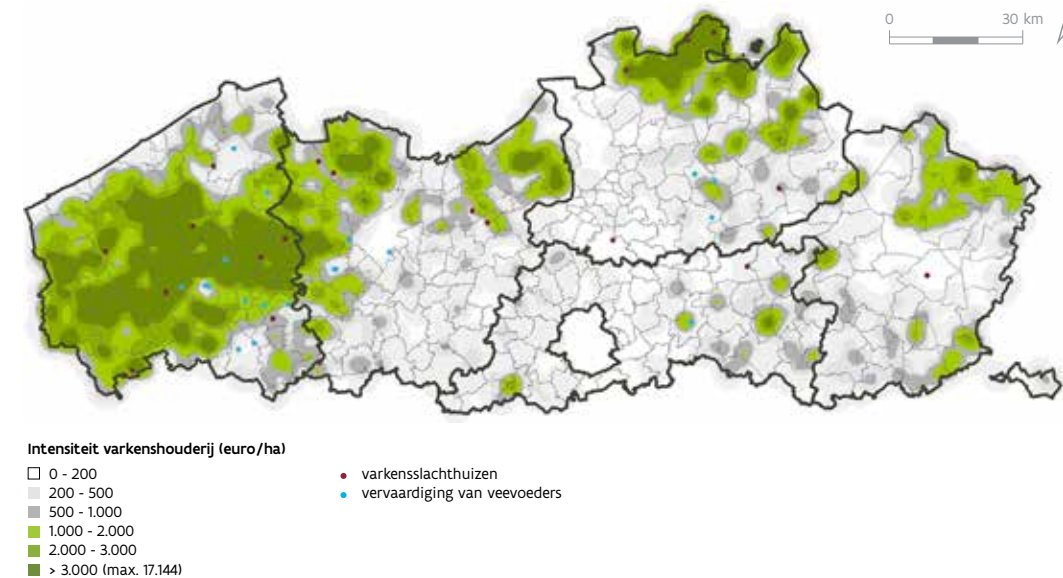 0 30 km
Intensiteit varkenshouderij (euro/ha)
0 - 200
200 - 500
500 - 1.000
1.000 - 2.000
2.000 - 3.000
> 3.000 (max. 17.144)
varkensslachthuizen
vervaardiging van veevoeders